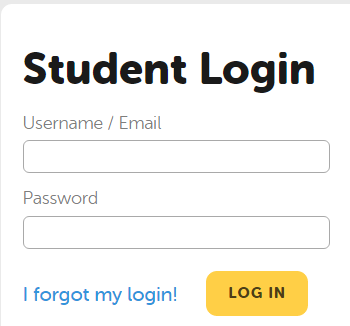 Student Login
Username / Email
Password
I forgot my login!
LOG IN